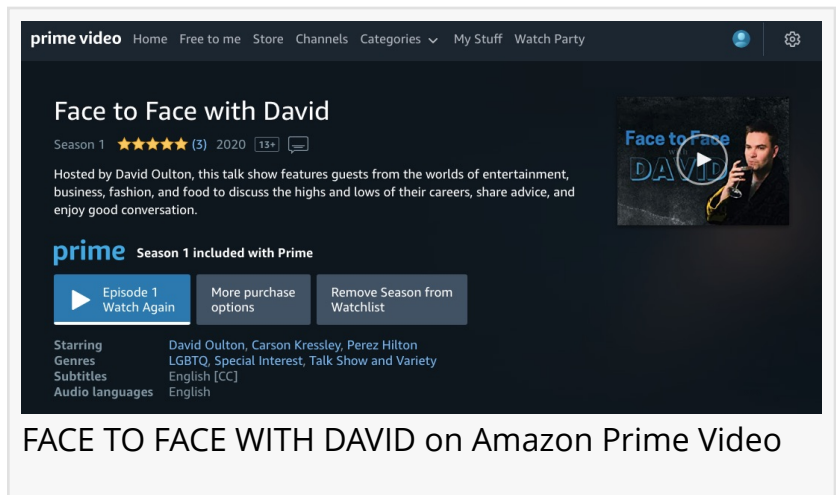 prime video Home Free to me Store Channels Categories My Stuff Watch Party
Face to Face with David
Season 1 (3) 2020 13+
Hosted by David Oulton, this talk show features guests from the worlds of entertainment,
business, fashion, and food to discuss the highs and lows of their careers, share advice, and
enjoy good conversation.
Face to Face
WITH
DAVID
prime Season 1 included with Prime
Episode 1
Watch Again
More purchase
options
Remove Season from
Watchlist
Starring David Oulton, Carson Kressley, Perez Hilton
Genres LGBTQ, Special Interest, Talk Show and Variety
Subtitles English [CC]
Audio languages English
FACE TO FACE WITH DAVID on Amazon Prime Video